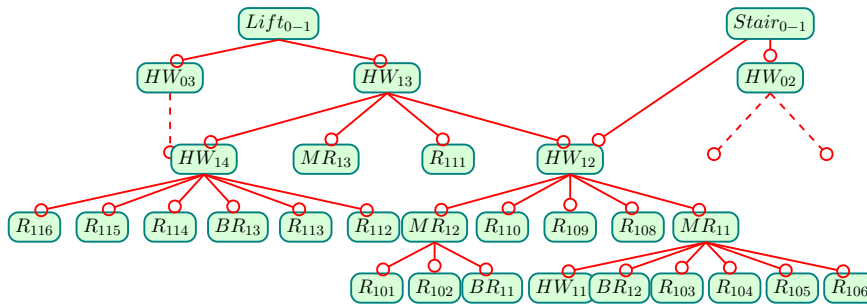 Lift₀₋₁ Stair₀₋₁
HW₀₃ HW₁₃ HW₀₂
HW₁₄ MR₁₃ R₁₁₁ HW₁₂
R₁₁₆ R₁₁₅ R₁₁₄ BR₁₃ R₁₁₃ R₁₁₂ MR₁₂ R₁₁₀ R₁₀₉ R₁₀₈ MR₁₁
R₁₀₁ R₁₀₂ BR₁₁ HW₁₁ BR₁₂ R₁₀₃ R₁₀₄ R₁₀₅ R₁₀₆